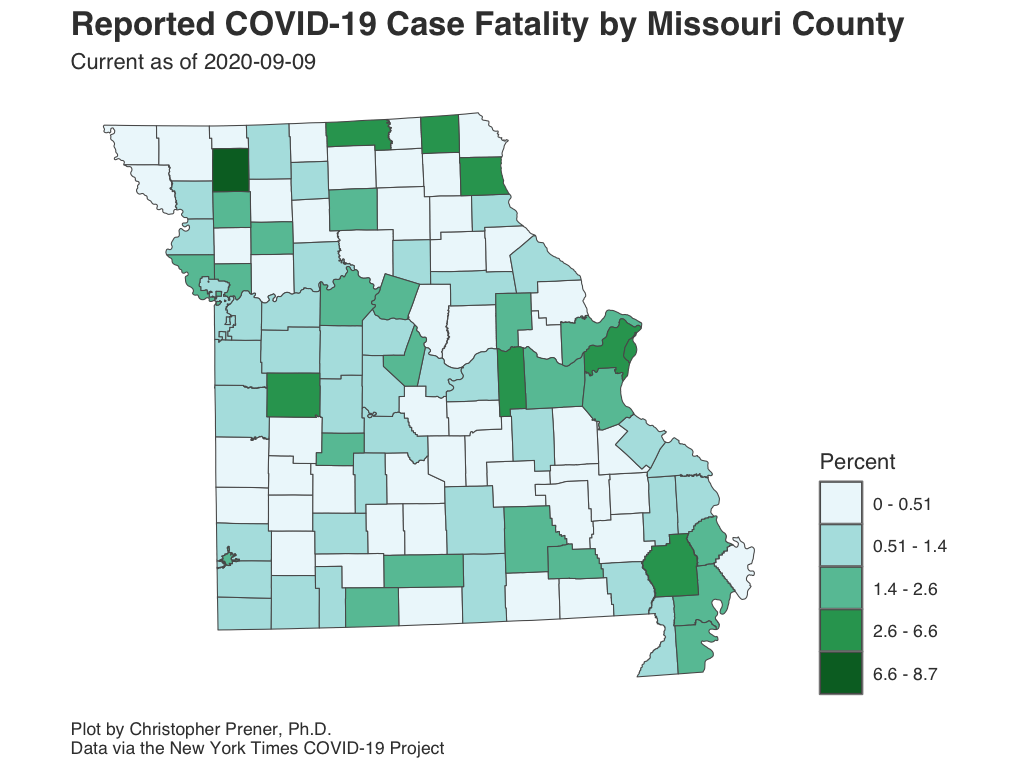 Reported COVID-19 Case Fatality by Missouri County
Current as of 2020-09-09
Percent
0 - 0.51
0.51 - 1.4
1.4 - 2.6
2.6 - 6.6
6.6 - 8.7
Plot by Christopher Prener, Ph.D.
Data via the New York Times COVID-19 Project